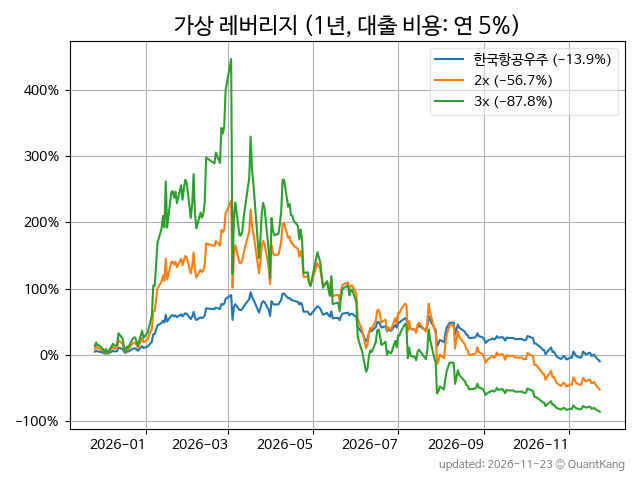 가상 레버리지 (1년, 대출 비용: 연 5%)
한국항공우주 (-13.9%)
2x (-56.7%)
3x (-87.8%)
400%
300%
200%
100%
0%
−100%
2026-01
2026-03
2026-05
2026-07
2026-09
2026-11
updated: 2026-11-23 © QuantKang